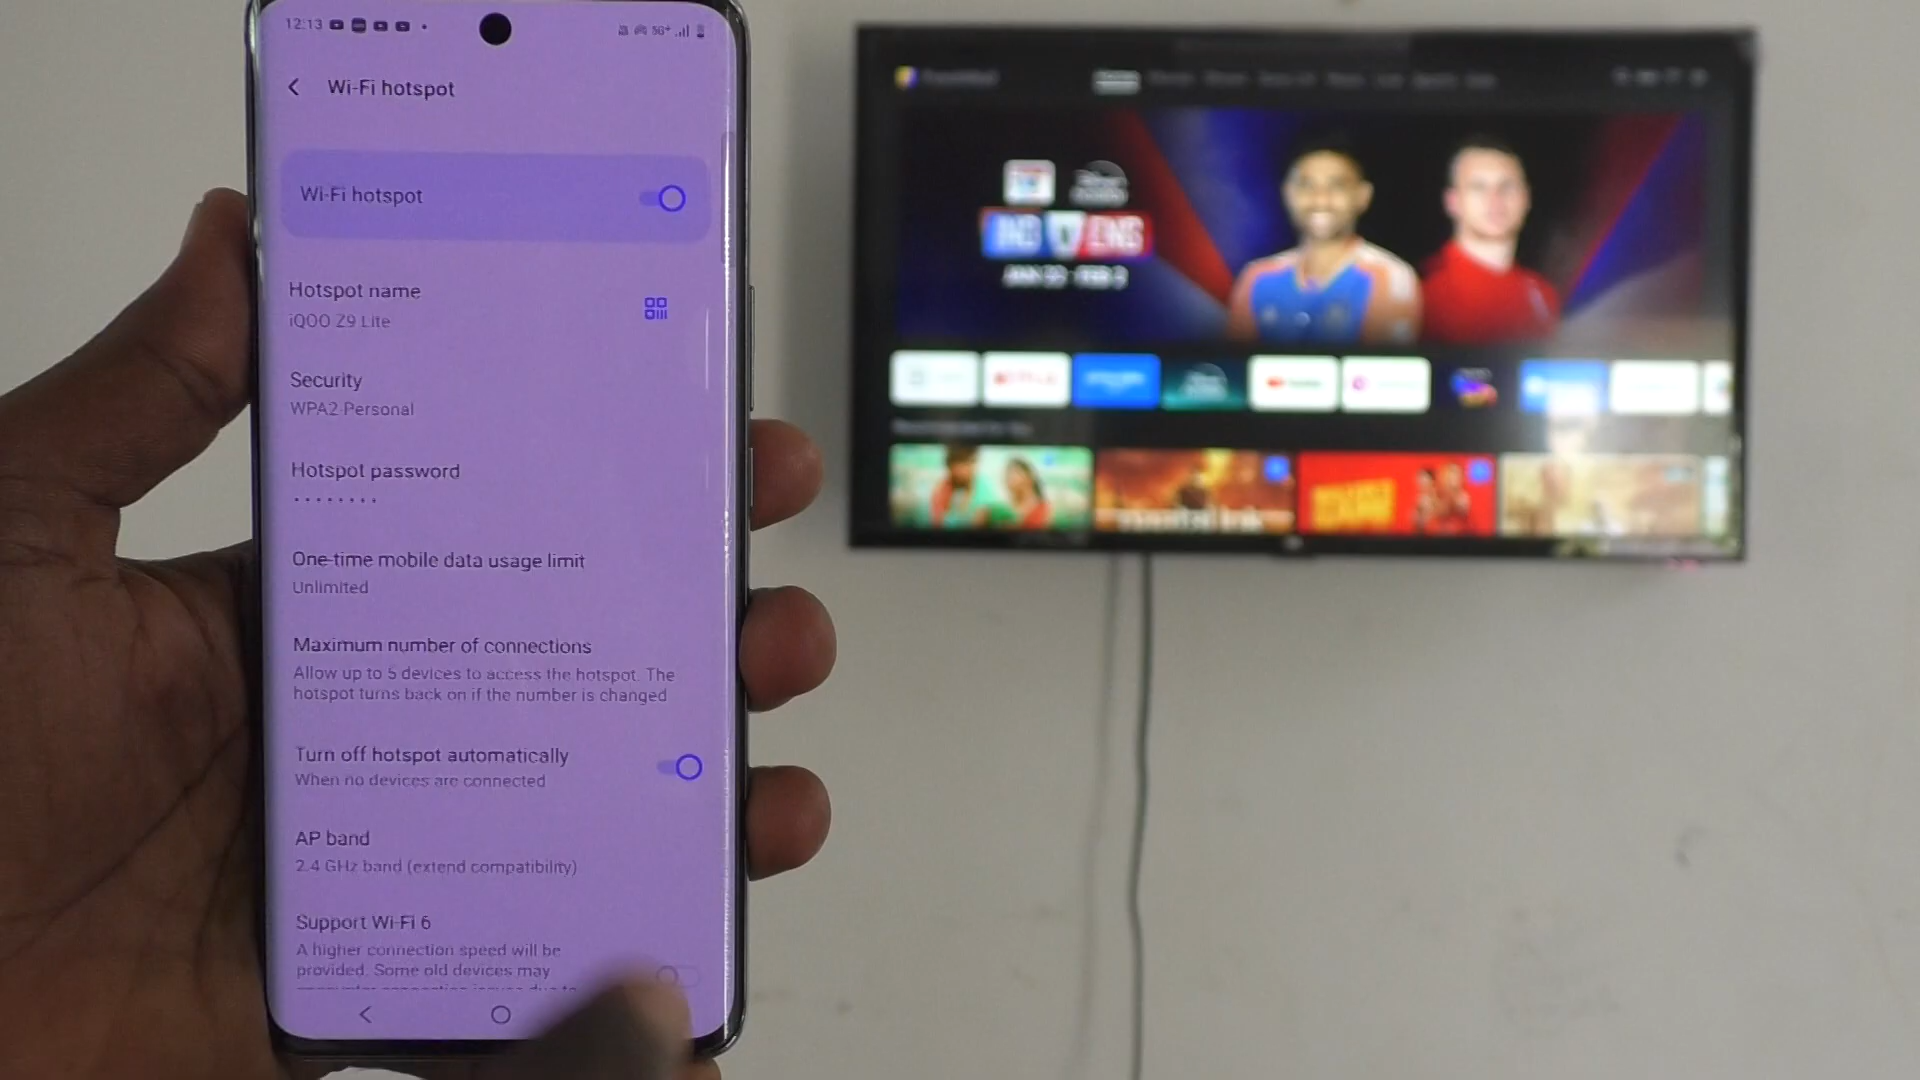 12:13
5G+
Wi-Fi hotspot
Wi-Fi hotspot
Hotspot name
iQOO Z9 Lite
Security
WPA2 Personal
Hotspot password
One-time mobile data usage limit
Unlimited
Maximum number of connections
Allow up to 5 devices to access the hotspot. The
hotspot turns back on if the number is changed
Turn off hotspot automatically
When no devices are connected
AP band
2.4 GHz band (extend compatibility)
Support Wi-Fi 6
A higher connection speed will be
provided. Some old devices may
IND ENG